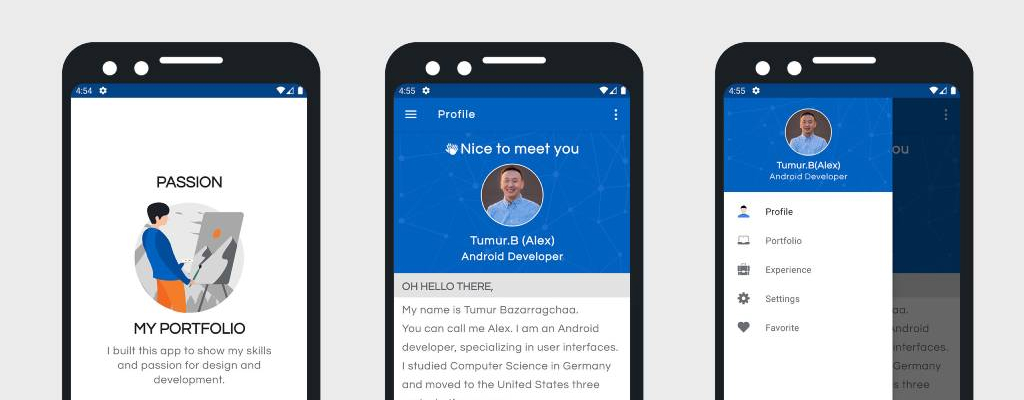 4:54
PASSION
MY PORTFOLIO
I built this app to show my skills
and passion for design and
development.
4:55
Profile
Nice to meet you
Tumur.B (Alex)
Android Developer
OH HELLO THERE,
My name is Tumur Bazarragchaa.
You can call me Alex. I am an Android
developer, specializing in user interfaces.
I studied Computer Science in Germany
and moved to the United States three
4:55
Tumur.B(Alex)
Android Developer
Profile
Portfolio
Experience
Settings
Favorite
ou
aa.
ndroid
nterfaces.
Germany
s three